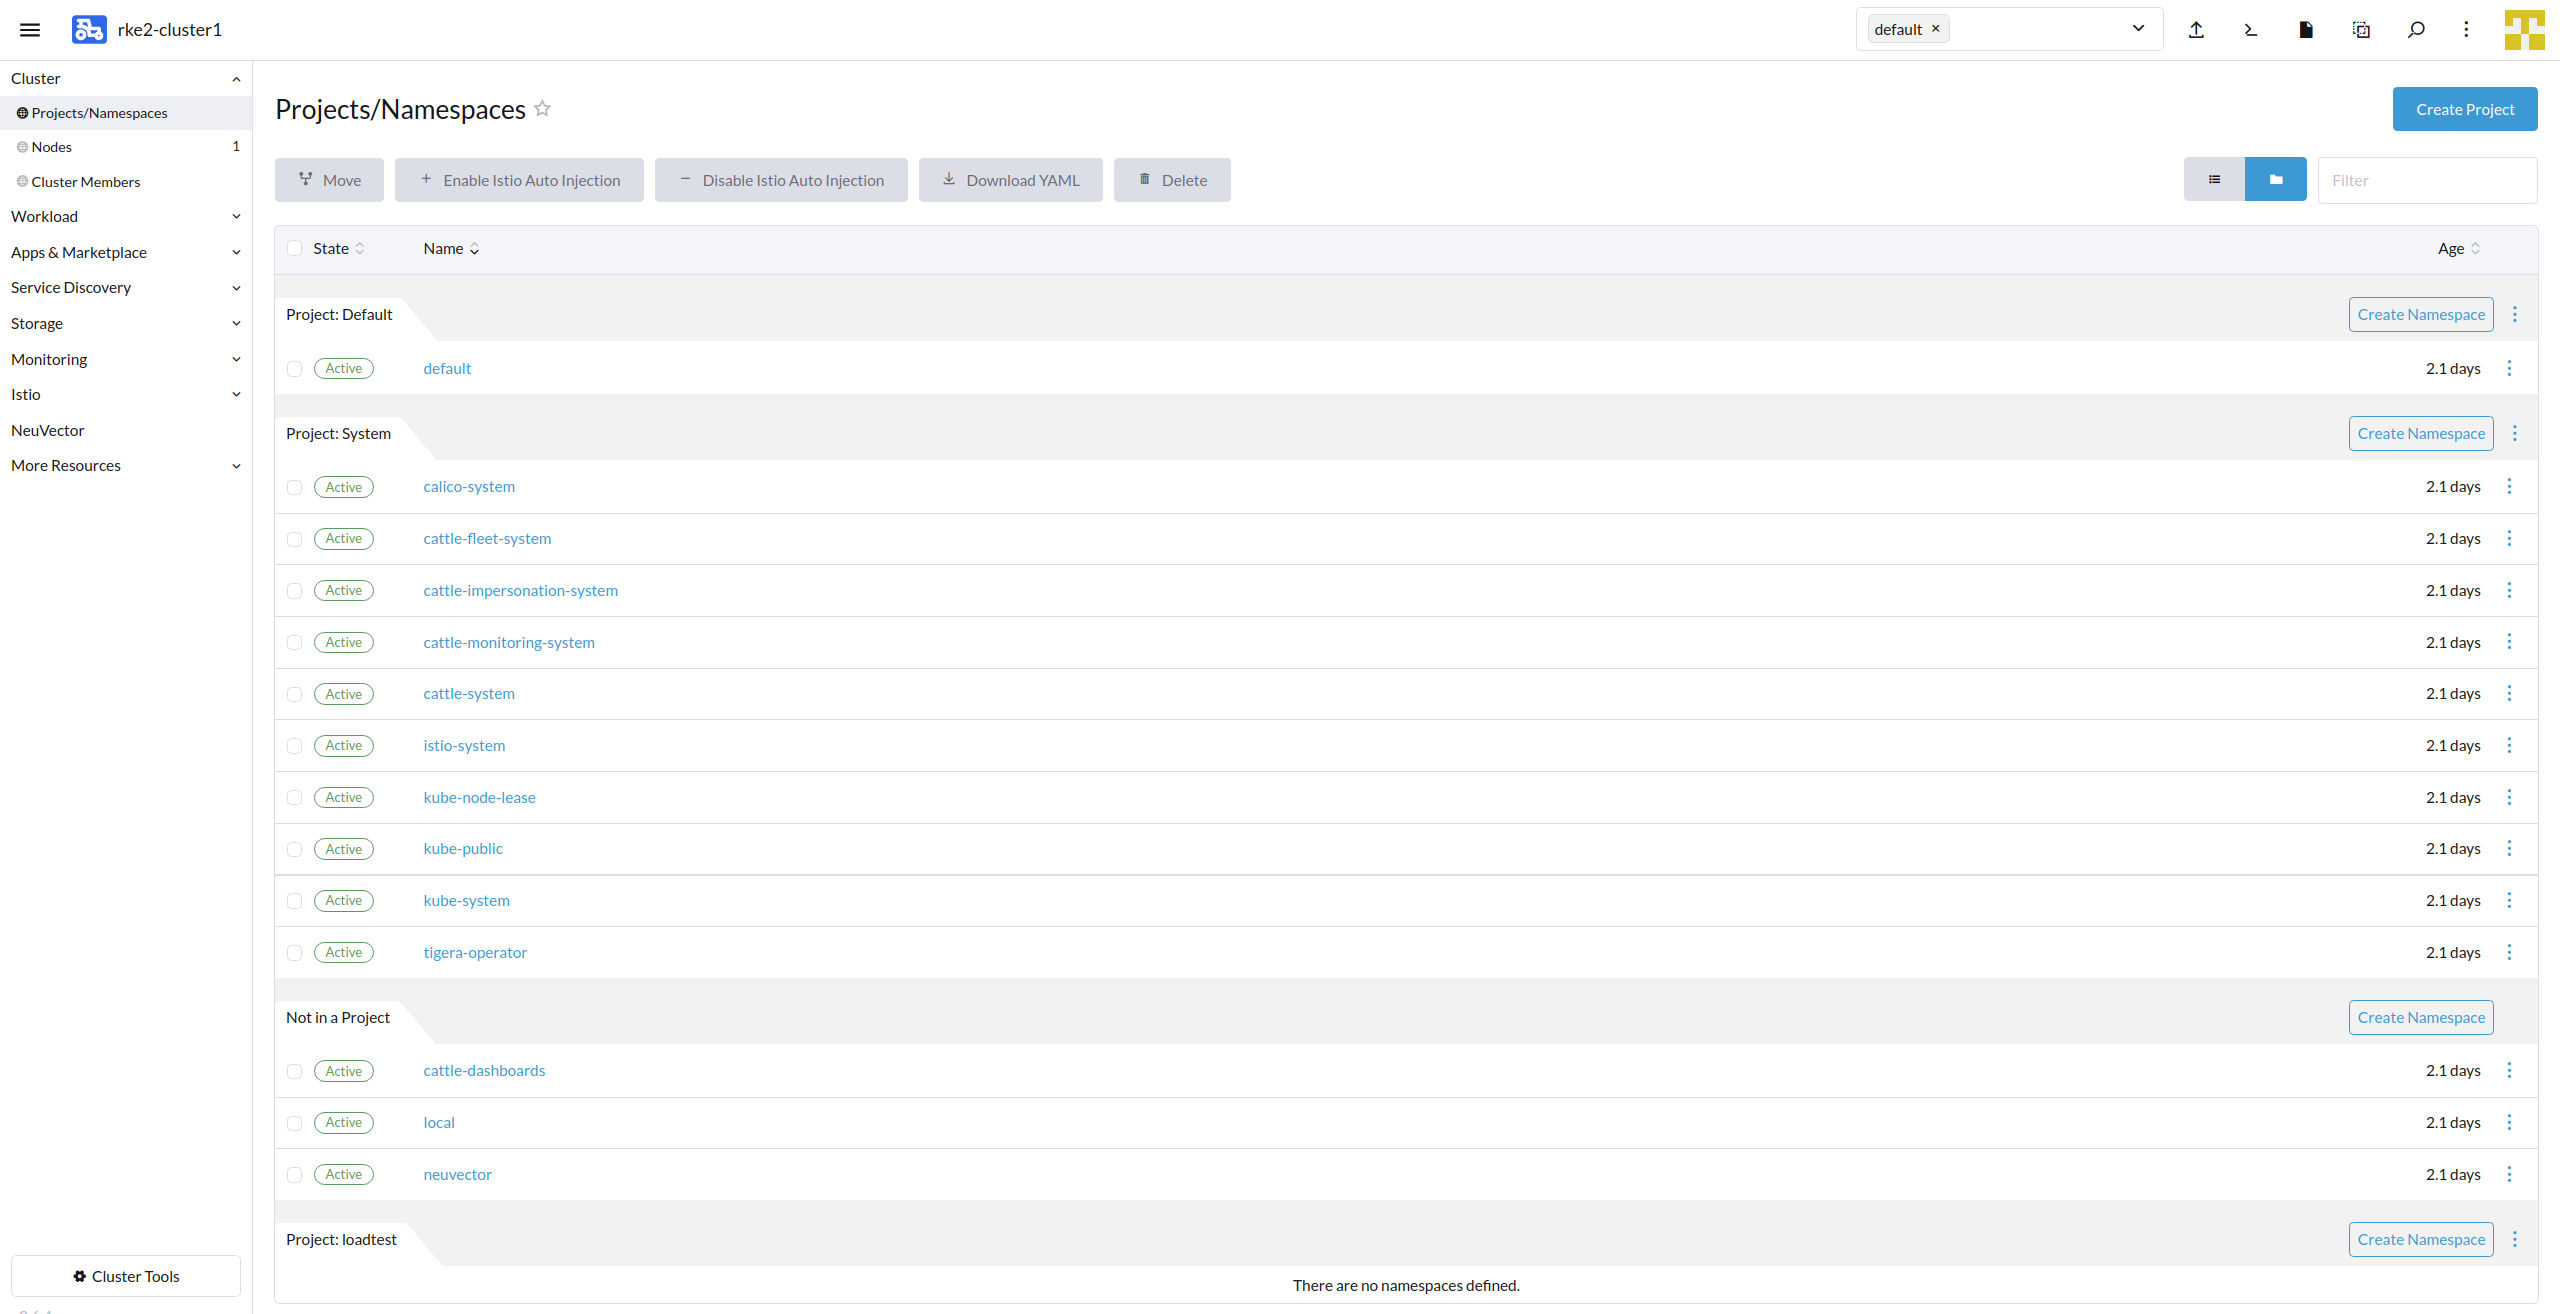 rke2-cluster1
default ×
Cluster
Projects/Namespaces
Nodes 1
Cluster Members
Workload
Apps & Marketplace
Service Discovery
Storage
Monitoring
Istio
NeuVector
More Resources
Cluster Tools
Projects/Namespaces
Create Project
Move
Enable Istio Auto Injection
Disable Istio Auto Injection
Download YAML
Delete
Filter
State Name Age
Project: Default Create Namespace
Active default 2.1 days
Project: System Create Namespace
Active calico-system 2.1 days
Active cattle-fleet-system 2.1 days
Active cattle-impersonation-system 2.1 days
Active cattle-monitoring-system 2.1 days
Active cattle-system 2.1 days
Active istio-system 2.1 days
Active kube-node-lease 2.1 days
Active kube-public 2.1 days
Active kube-system 2.1 days
Active tigera-operator 2.1 days
Not in a Project Create Namespace
Active cattle-dashboards 2.1 days
Active local 2.1 days
Active neuvector 2.1 days
Project: loadtest Create Namespace
There are no namespaces defined.